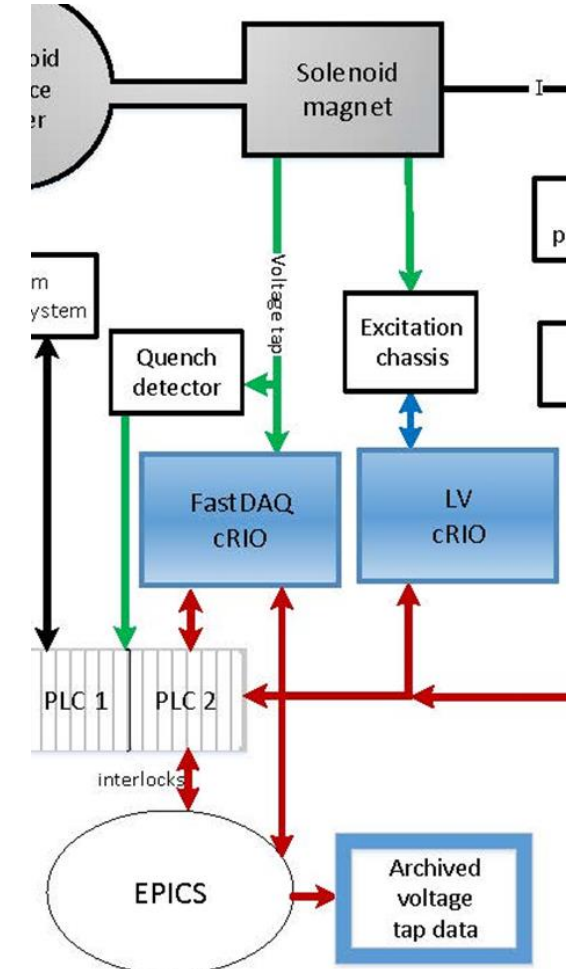 Solenoid
magnet
I
Voltage tap
ystem
Excitation
chassis
Quench
detector
FastDAQ
cRIO
LV
cRIO
PLC 1
PLC 2
interlocks
EPICS
Archived
voltage
tap data